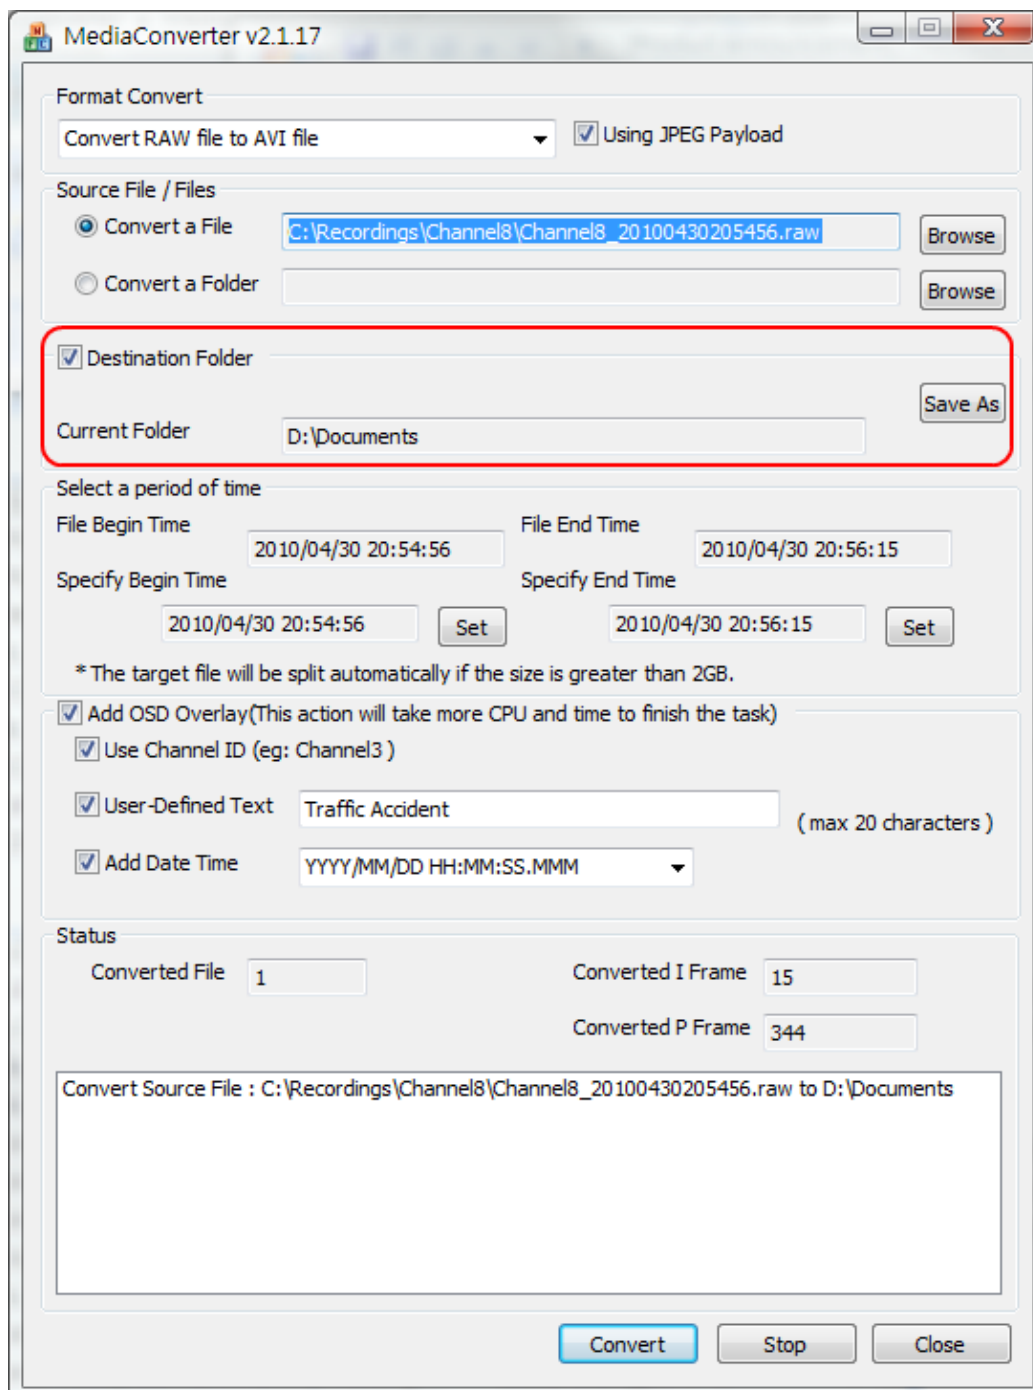 MediaConverter v2.1.17
Format Convert
Convert RAW file to AVI file
Using JPEG Payload
Source File / Files
Convert a File
C:\Recordings\Channel8\Channel8_20100430205456.raw
Browse
Convert a Folder
Browse
Destination Folder
Save As
Current Folder
D:\Documents
Select a period of time
File Begin Time
File End Time
2010/04/30 20:54:56
2010/04/30 20:56:15
Specify Begin Time
Specify End Time
2010/04/30 20:54:56
Set
2010/04/30 20:56:15
Set
* The target file will be split automatically if the size is greater than 2GB.
Add OSD Overlay(This action will take more CPU and time to finish the task)
Use Channel ID (eg: Channel3 )
User-Defined Text
Traffic Accident
( max 20 characters )
Add Date Time
YYYY/MM/DD HH:MM:SS.MMM
Status
Converted File
1
Converted I Frame
15
Converted P Frame
344
Convert Source File : C:\Recordings\Channel8\Channel8_20100430205456.raw to D:\Documents
Convert
Stop
Close